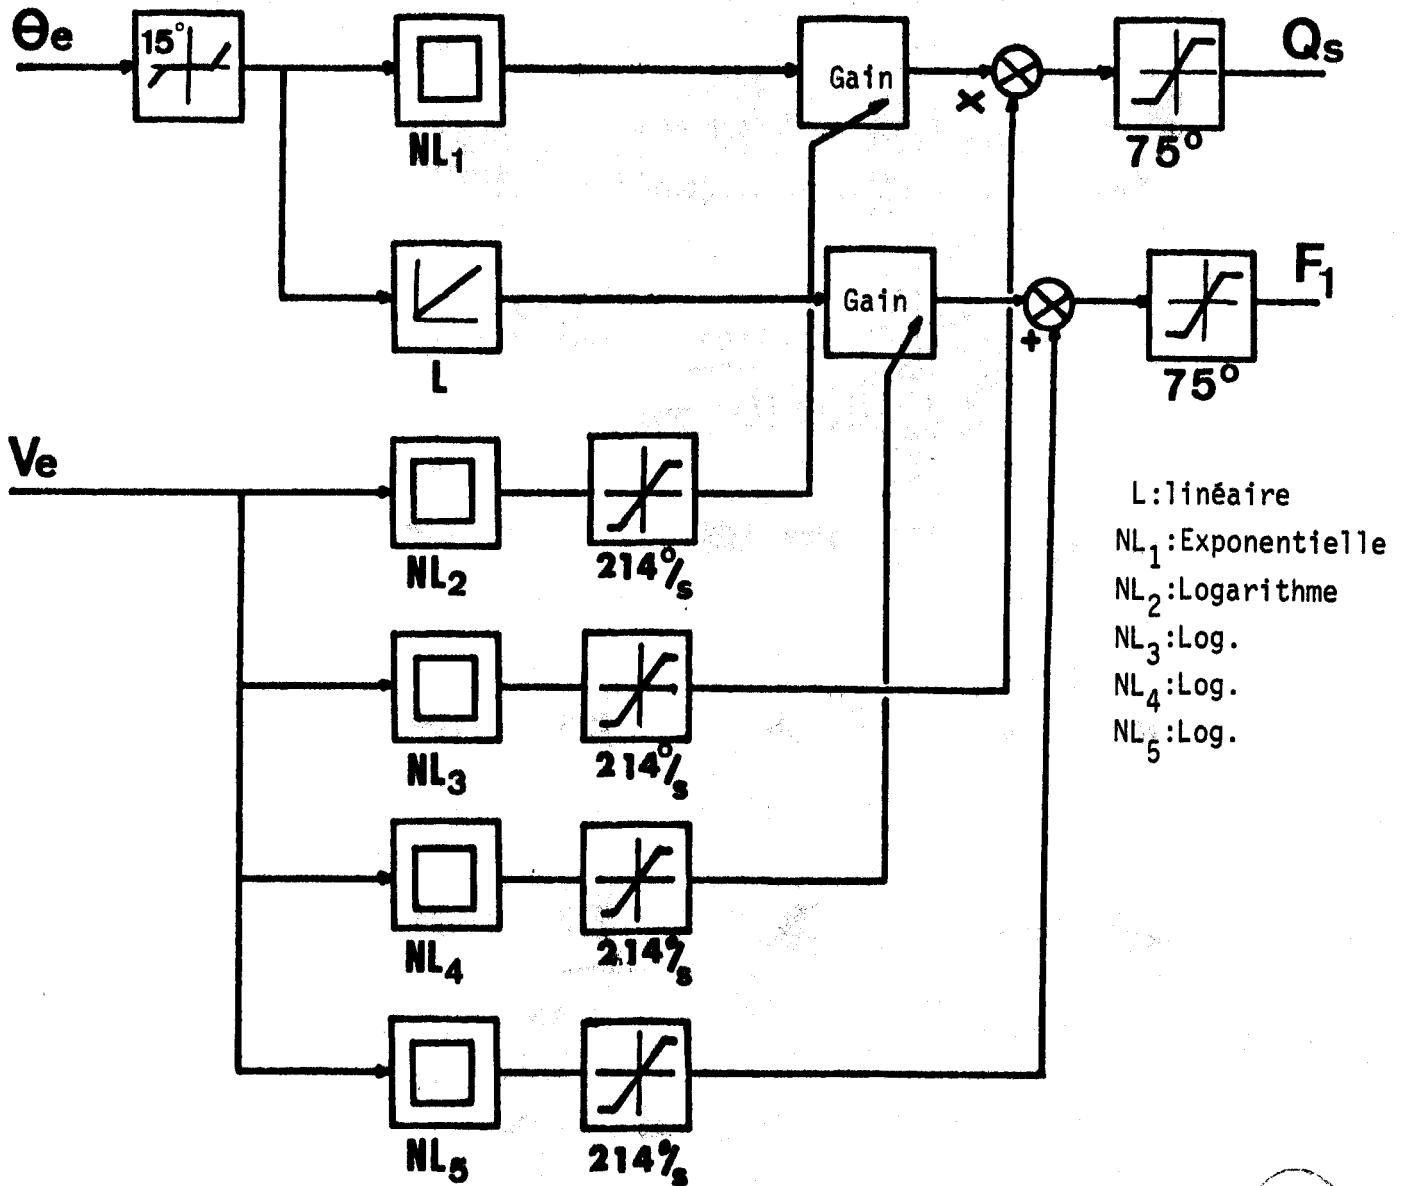 Θe
15°
NL1
Gain
×
75°
Qs
L
Gain
+
75°
F1
Ve
NL2
214°/s
NL3
214°/s
NL4
214°/s
NL5
214°/s
L:linéaire
NL1:Exponentielle
NL2:Logarithme
NL3:Log.
NL4:Log.
NL5:Log.